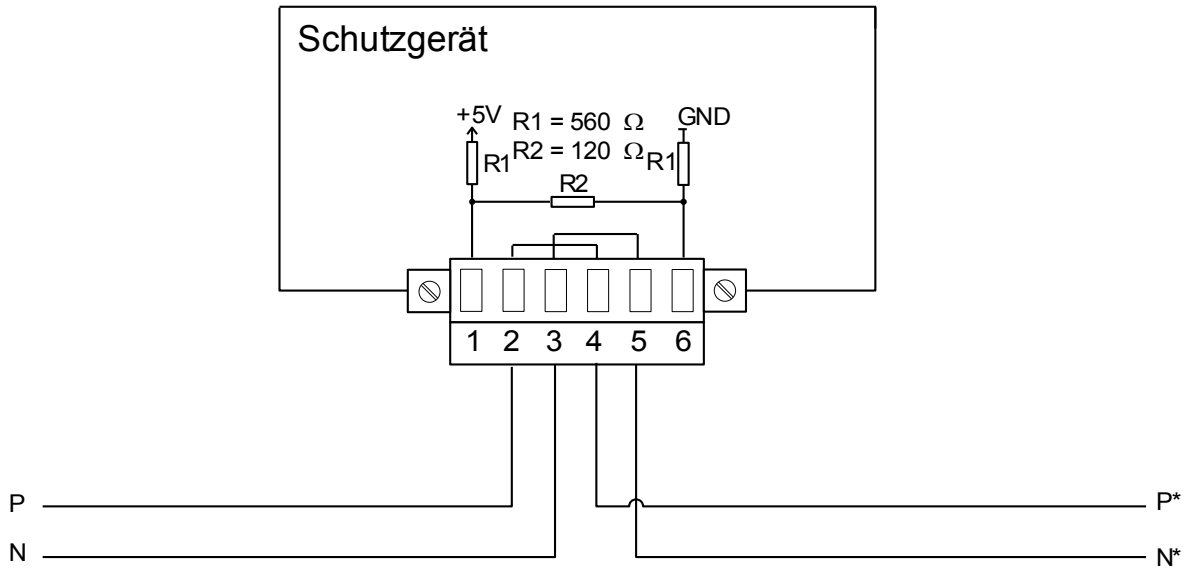 Schutzgerät
+5V R1 = 560 Ω GND
R1 R2 = 120 Ω R1
R2
1 2 3 4 5 6
P P*
N N*